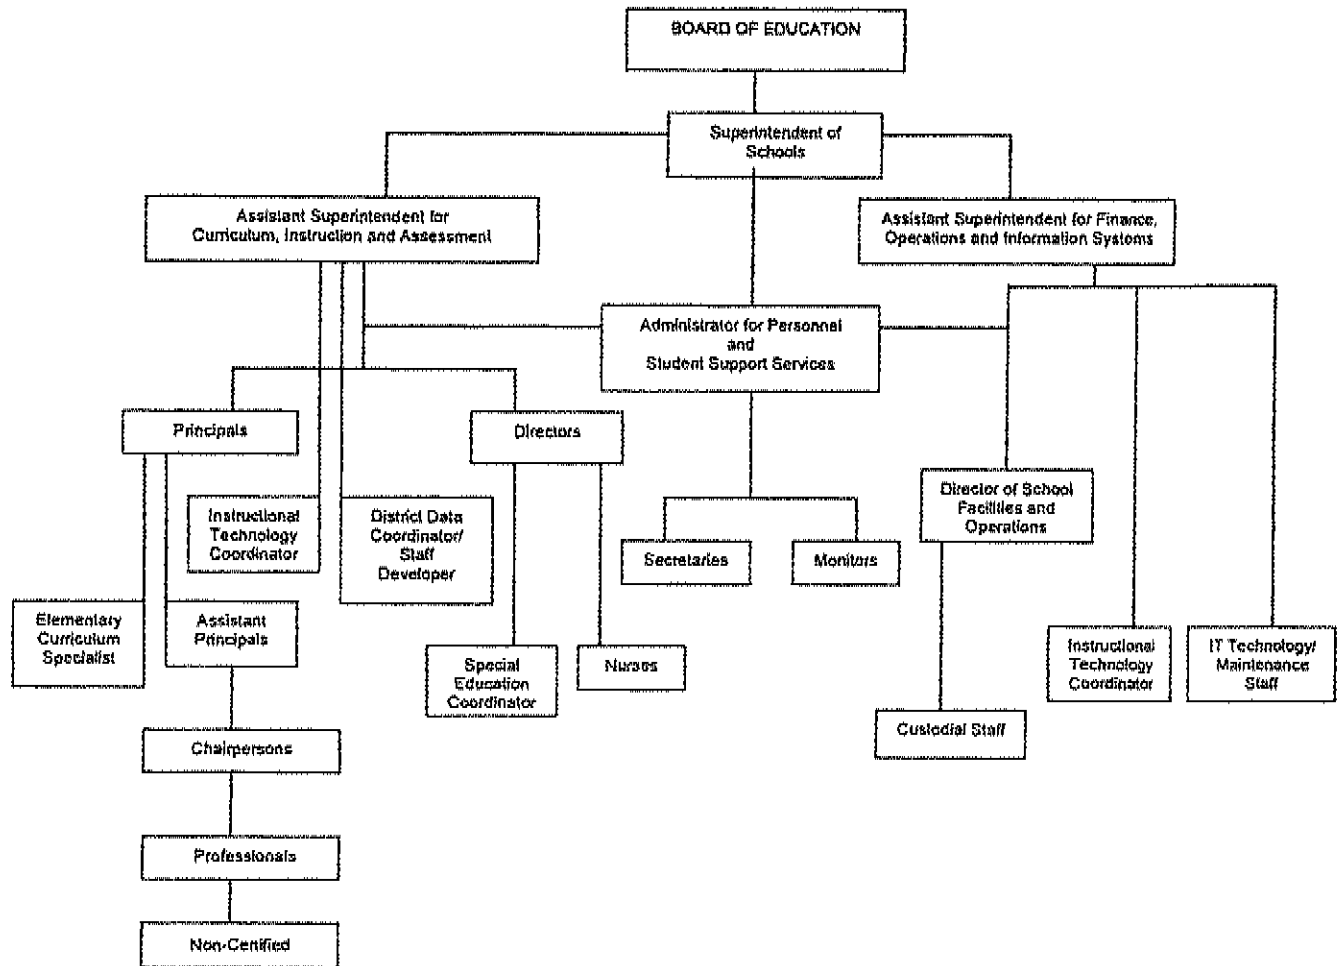 BOARD OF EDUCATION
Superintendent of
Schools
Assistant Superintendent for
Curriculum, Instruction and Assessment
Assistant Superintendent for Finance,
Operations and Information Systems
Administrator for Personnel
and
Student Support Services
Principals
Directors
Instructional
Technology
Coordinator
District Data
Coordinator/
Staff
Developer
Secretaries
Monitors
Director of School
Facilities and
Operations
Elementary
Curriculum
Specialist
Assistant
Principals
Special
Education
Coordinator
Nurses
Instructional
Technology
Coordinator
IT Technology/
Maintenance
Staff
Custodial Staff
Chairpersons
Professionals
Non-Certified